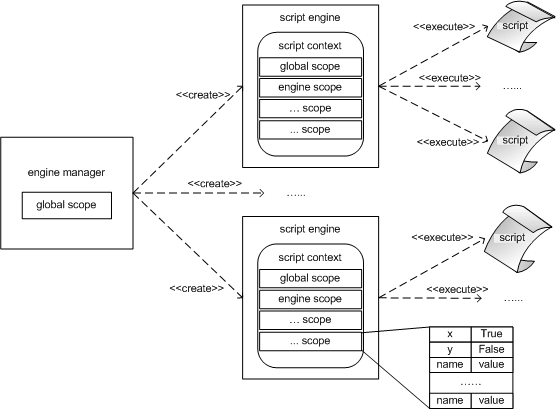 script engine
script context
global scope
engine scope
... scope
... scope
<<execute>>
script
<<execute>>
......
<<execute>>
script
<<create>>
engine manager
global scope
<<create>>
......
<<create>>
script engine
script context
global scope
engine scope
... scope
... scope
<<execute>>
script
<<execute>>
......
x True
y False
name value
......
name value